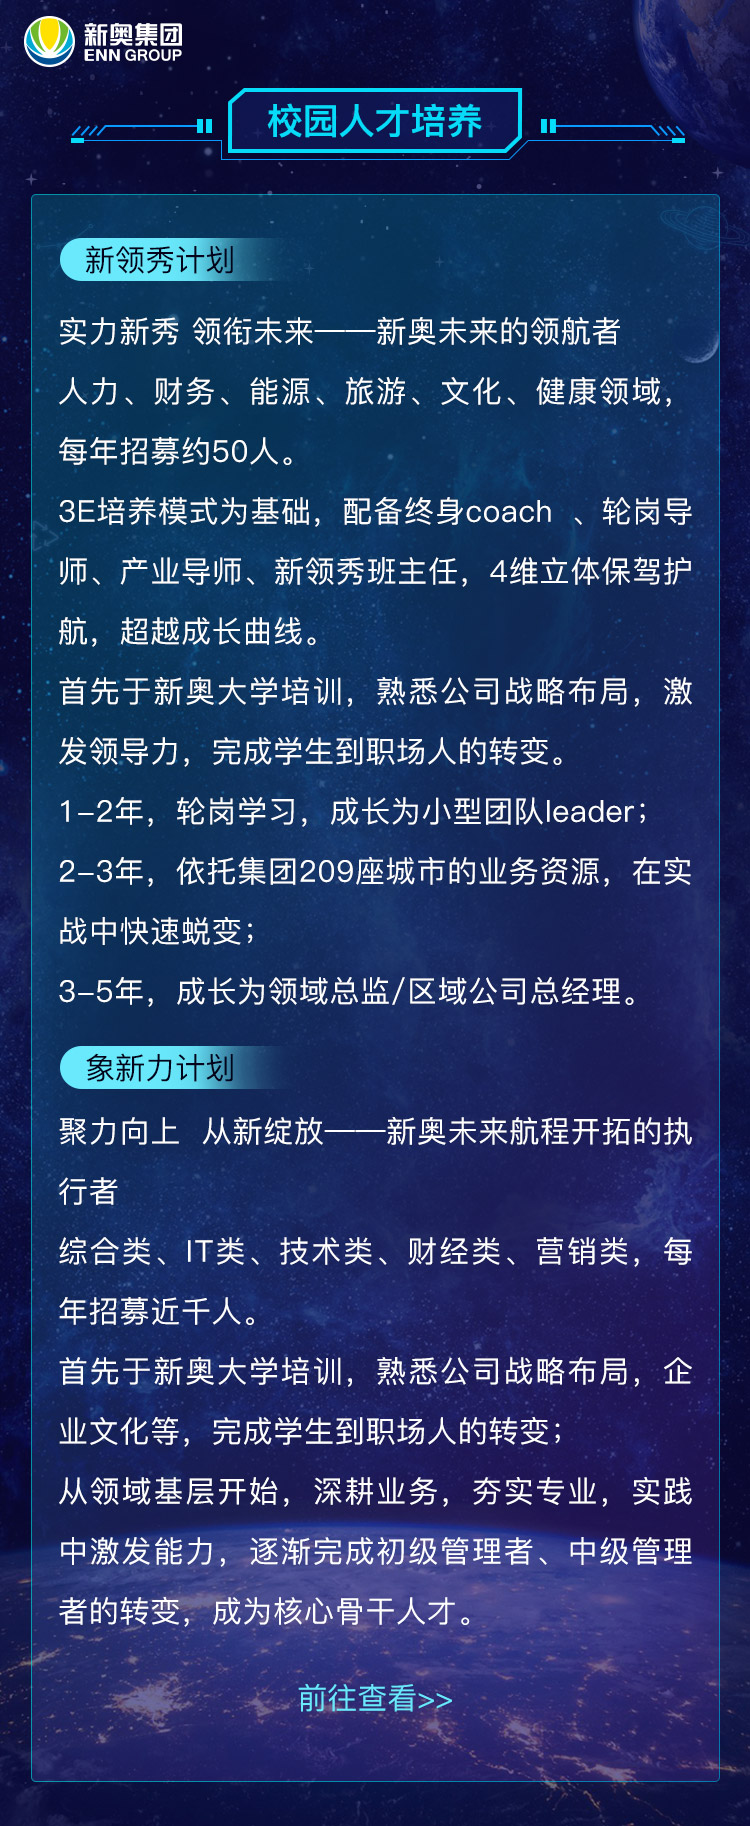 新奥集团
ENN GROUP
校园人才培养
新领秀计划
实力新秀 领衔未来——新奥未来的领航者
人力、财务、能源、旅游、文化、健康领域，
每年招募约50人。
3E培养模式为基础，配备终身coach 、轮岗导
师、产业导师、新领秀班主任，4维立体保驾护
航，超越成长曲线。
首先于新奥大学培训，熟悉公司战略布局，激
发领导力，完成学生到职场人的转变。
1-2年，轮岗学习，成长为小型团队leader；
2-3年，依托集团209座城市的业务资源，在实
战中快速蜕变；
3-5年，成长为领域总监/区域公司总经理。
象新力计划
聚力向上 从新绽放——新奥未来航程开拓的执
行者
综合类、IT类、技术类、财经类、营销类，每
年招募近千人。
首先于新奥大学培训，熟悉公司战略布局，企
业文化等，完成学生到职场人的转变；
从领域基层开始，深耕业务，夯实专业，实践
中激发能力，逐渐完成初级管理者、中级管理
者的转变，成为核心骨干人才。
前往查看>>